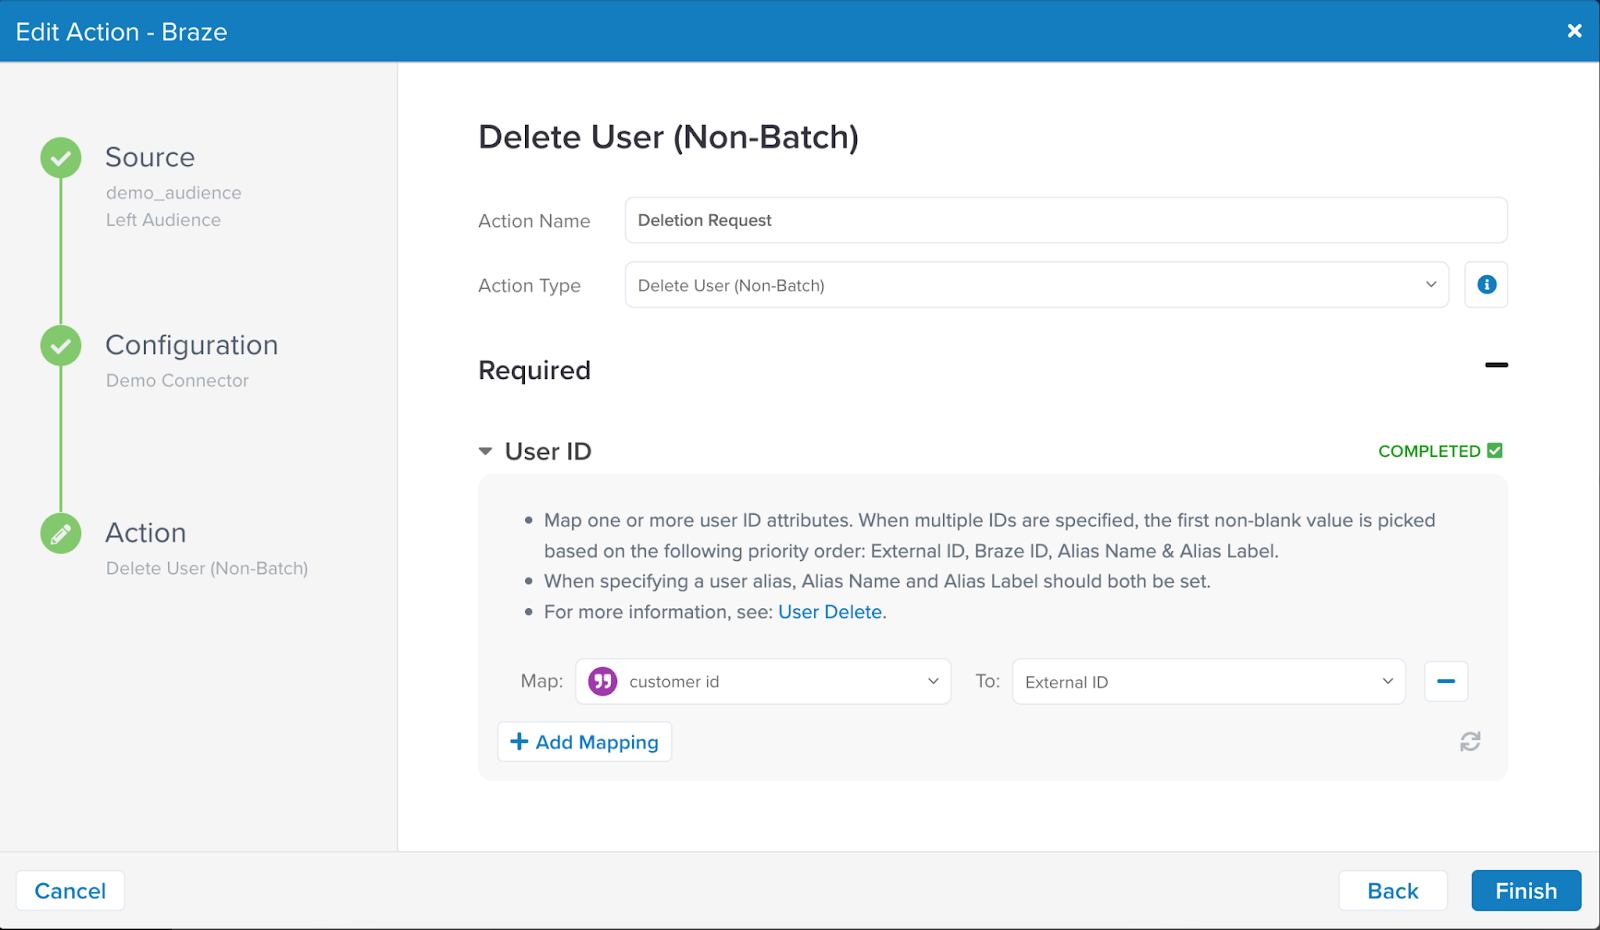 Edit Action - Braze
Source
demo_audience
Left Audience
Configuration
Demo Connector
Action
Delete User (Non-Batch)
Delete User (Non-Batch)
Action Name
Deletion Request
Action Type
Delete User (Non-Batch)
Required
User ID
COMPLETED
• Map one or more user ID attributes. When multiple IDs are specified, the first non-blank value is picked
based on the following priority order: External ID, Braze ID, Alias Name & Alias Label.
• When specifying a user alias, Alias Name and Alias Label should both be set.
• For more information, see: User Delete.
Map:
customer id
To:
External ID
+ Add Mapping
Cancel
Back
Finish